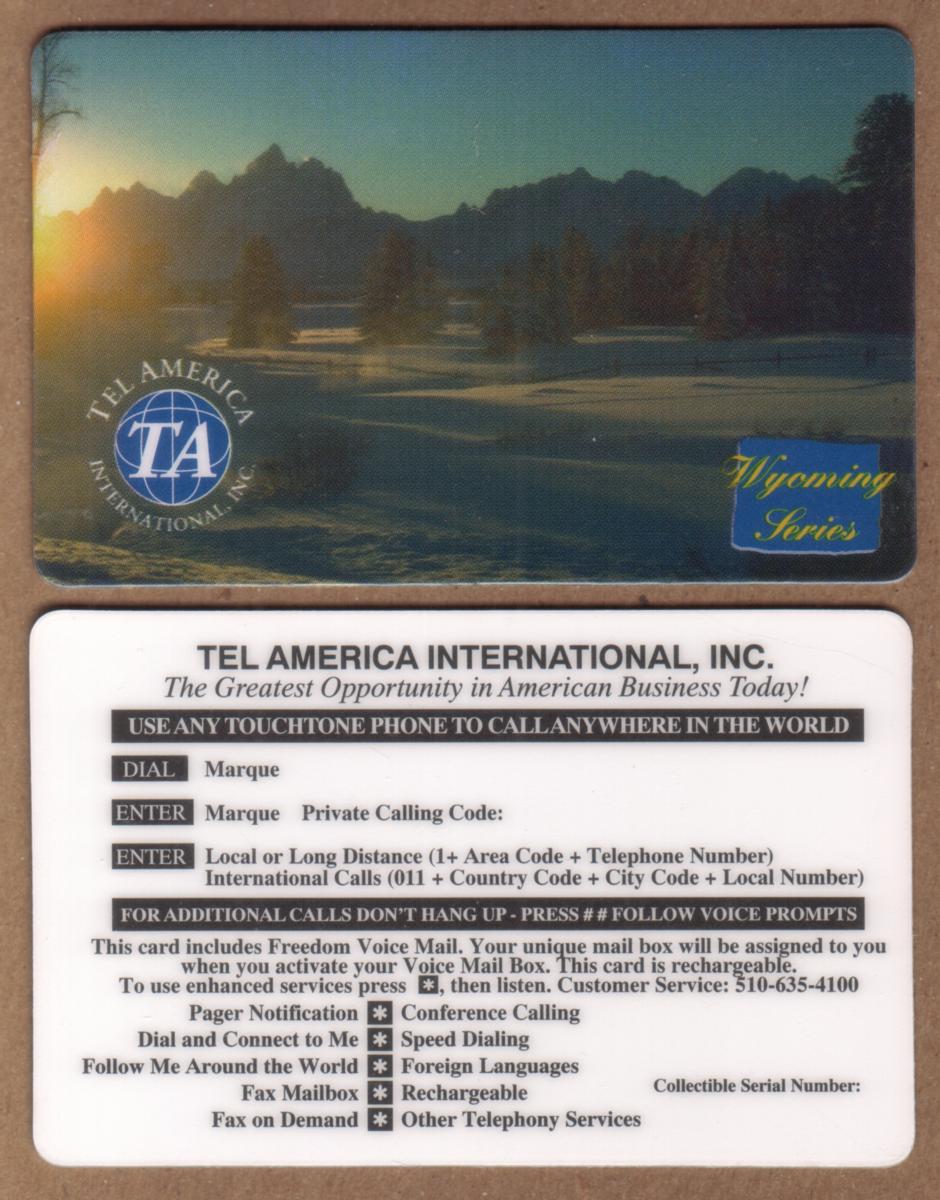 TEL AMERICA
TA
INTERNATIONAL, INC.
Wyoming
Series
TEL AMERICA INTERNATIONAL, INC.
The Greatest Opportunity in American Business Today!
USE ANY TOUCHTONE PHONE TO CALL ANYWHERE IN THE WORLD
DIAL Marque
ENTER Marque Private Calling Code:
ENTER Local or Long Distance (1+ Area Code + Telephone Number)
International Calls (011 + Country Code + City Code + Local Number)
FOR ADDITIONAL CALLS DON'T HANG UP - PRESS # # FOLLOW VOICE PROMPTS
This card includes Freedom Voice Mail. Your unique mail box will be assigned to you
when you activate your Voice Mail Box. This card is rechargeable.
To use enhanced services press *, then listen. Customer Service: 510-635-4100
Pager Notification * Conference Calling
Dial and Connect to Me * Speed Dialing
Follow Me Around the World * Foreign Languages
Fax Mailbox * Rechargeable
Collectible Serial Number:
Fax on Demand * Other Telephony Services